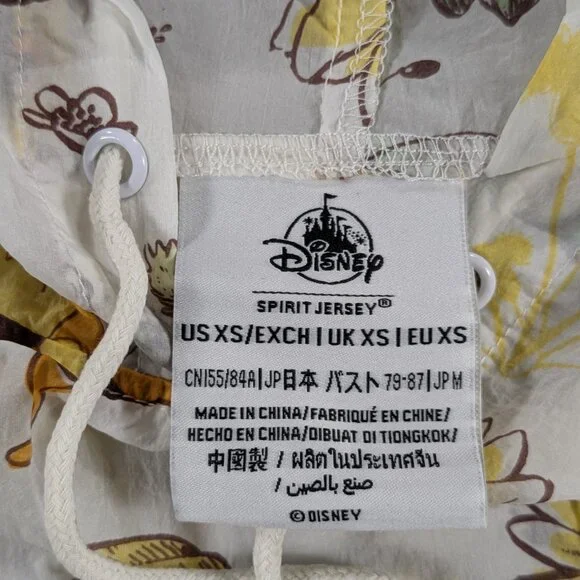 DISNEY
SPIRIT JERSEY®
US XS/EXCH | UK XS | EU XS
CN155/84A | JP日本 バスト 79-87 | JP M
MADE IN CHINA/FABRIQUÉ EN CHINE/
HECHO EN CHINA/DIBUAT DI TIONGKOK/
中國製 / ผลิตในประเทศจีน
/ صنع بالصين
© DISNEY